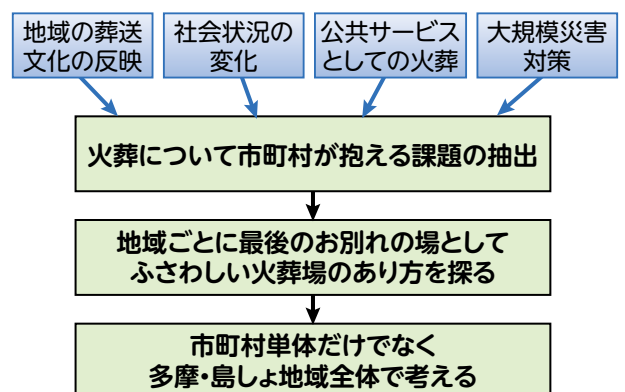 地域の葬送
文化の反映
社会状況の
変化
公共サービス
としての火葬
大規模災害
対策
火葬について市町村が抱える課題の抽出
地域ごとに最後のお別れの場として
ふさわしい火葬場のあり方を探る
市町村単体だけでなく
多摩・島しょ地域全体で考える